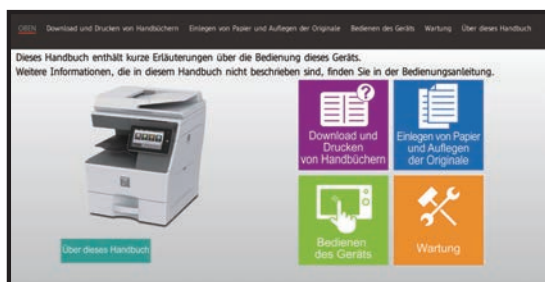 OBEN Download und Drucken von Handbüchern Einlegen von Papier und Auflegen der Originale Bedienen des Geräts Wartung Über dieses Handbuch
Dieses Handbuch enthält kurze Erläuterungen über die Bedienung dieses Geräts.
Weitere Informationen, die in diesem Handbuch nicht beschrieben sind, finden Sie in der Bedienungsanleitung.
?
Download und
Drucken
von Handbüchern
Einlegen von Papier
und Auflegen
der Originale
Bedienen
des Geräts
Wartung
Über dieses Handbuch